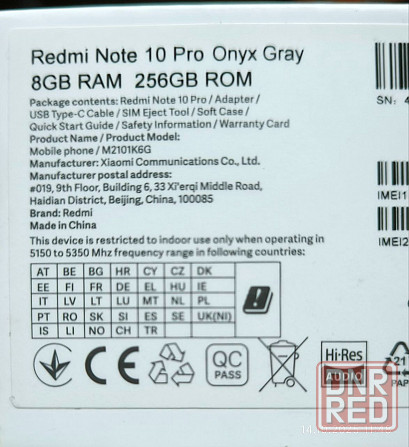 Redmi Note 10 Pro Onyx Gray
8GB RAM 256GB ROM
Package contents: Redmi Note 10 Pro / Adapter /
USB Type-C Cable / SIM Eject Tool / Soft Case /
Quick Start Guide / Safety Information / Warranty Card
Product Name / Product Model:
Mobile phone / M2101K6G
Manufacturer: Xiaomi Communications Co., Ltd.
Manufacturer postal address:
#019, 9th Floor, Building 6, 33 Xi'erqi Middle Road,
Haidian District, Beijing, China, 100085
Brand: Redmi
Made in China
This device is restricted to indoor use only when operating in
5150 to 5350 Mhz frequency range in following countries:
AT BE BG HR CY CZ DK
EE FI FR DE EL HU IE
IT LV LT LU MT NL PL
PT RO SK SI ES SE UK(NI)
IS LI NO CH TR
SN: 4
IMEI1
IMEI2
CE
QC
PASS
Hi-Res
AUDIO
21
PAP
DNR
RED